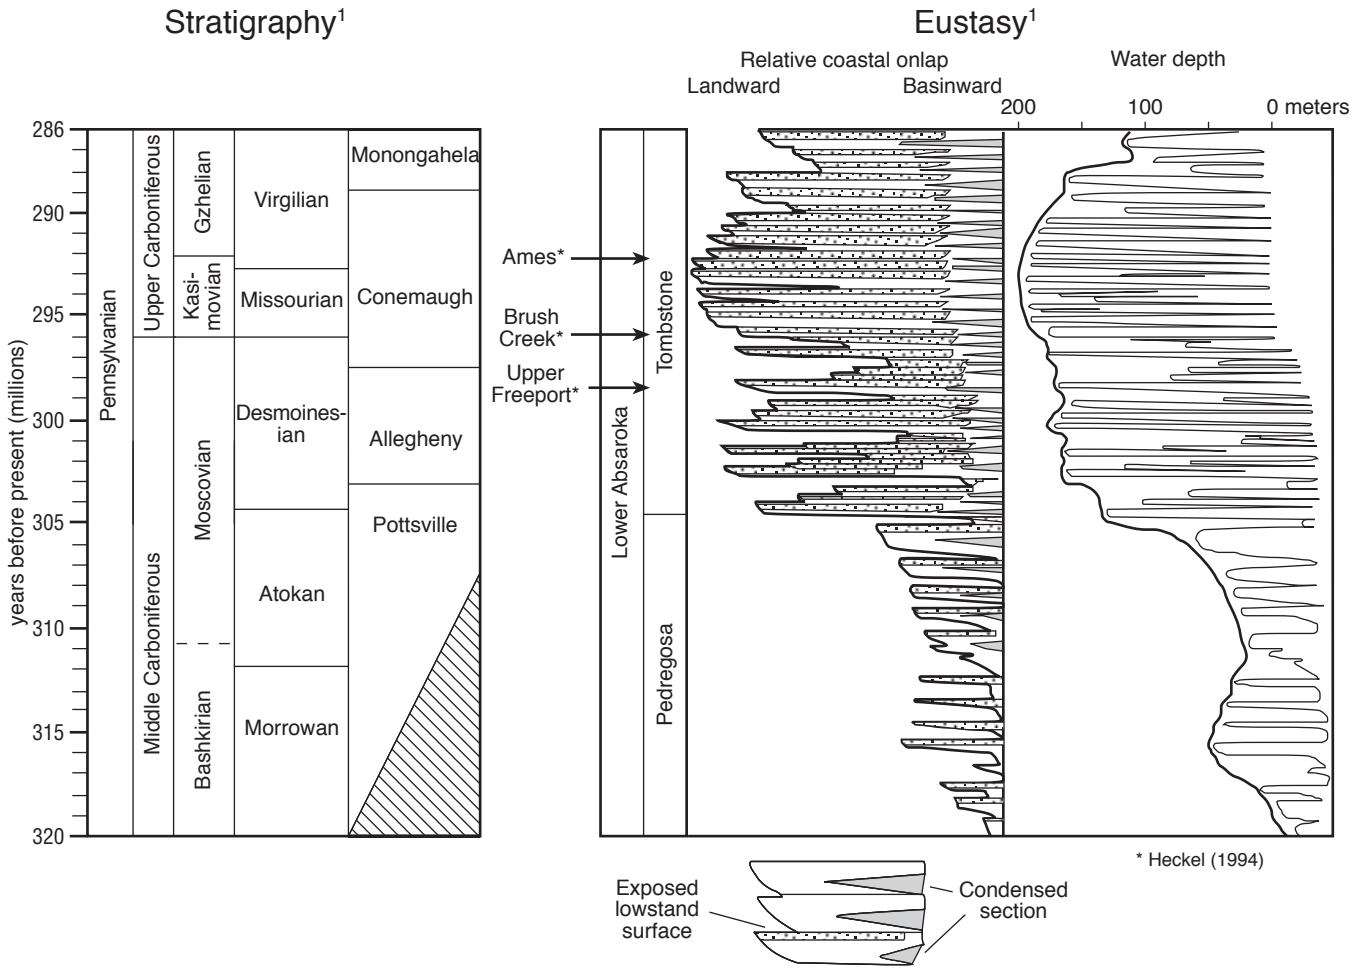 Stratigraphy1
Eustasy1
Relative coastal onlap
Water depth
Landward
Basinward
200
100
0 meters
years before present (millions)
286
290
295
300
305
310
315
320
Pennsylvanian
Upper Carboniferous
Middle Carboniferous
Gzhelian
Kasi-
movian
Moscovian
Bashkirian
Virgilian
Missourian
Desmoines-
ian
Atokan
Morrowan
Monongahela
Conemaugh
Allegheny
Pottsville
Ames*
Brush
Creek*
Upper
Freeport*
Lower Absaroka
Tombstone
Pedregosa
* Heckel (1994)
Exposed
lowstand
surface
Condensed
section